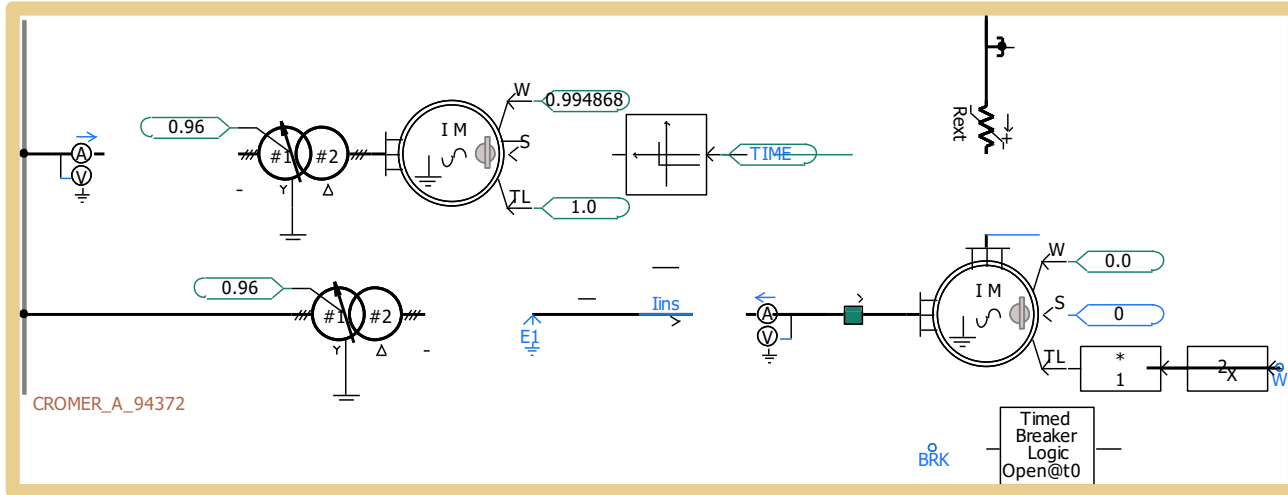 W
0.994868
0.96
A
V
#1
#2
I M
S
TIME
Rext
+
-
Y
Δ
TL
1.0
W
0.0
0.96
#1
#2
Iins
E1
A
V
I M
S
0
Y
Δ
-
TL
*
1
2
X
W
CROMER_A_94372
Timed
Breaker
Logic
Open@t0
BRK